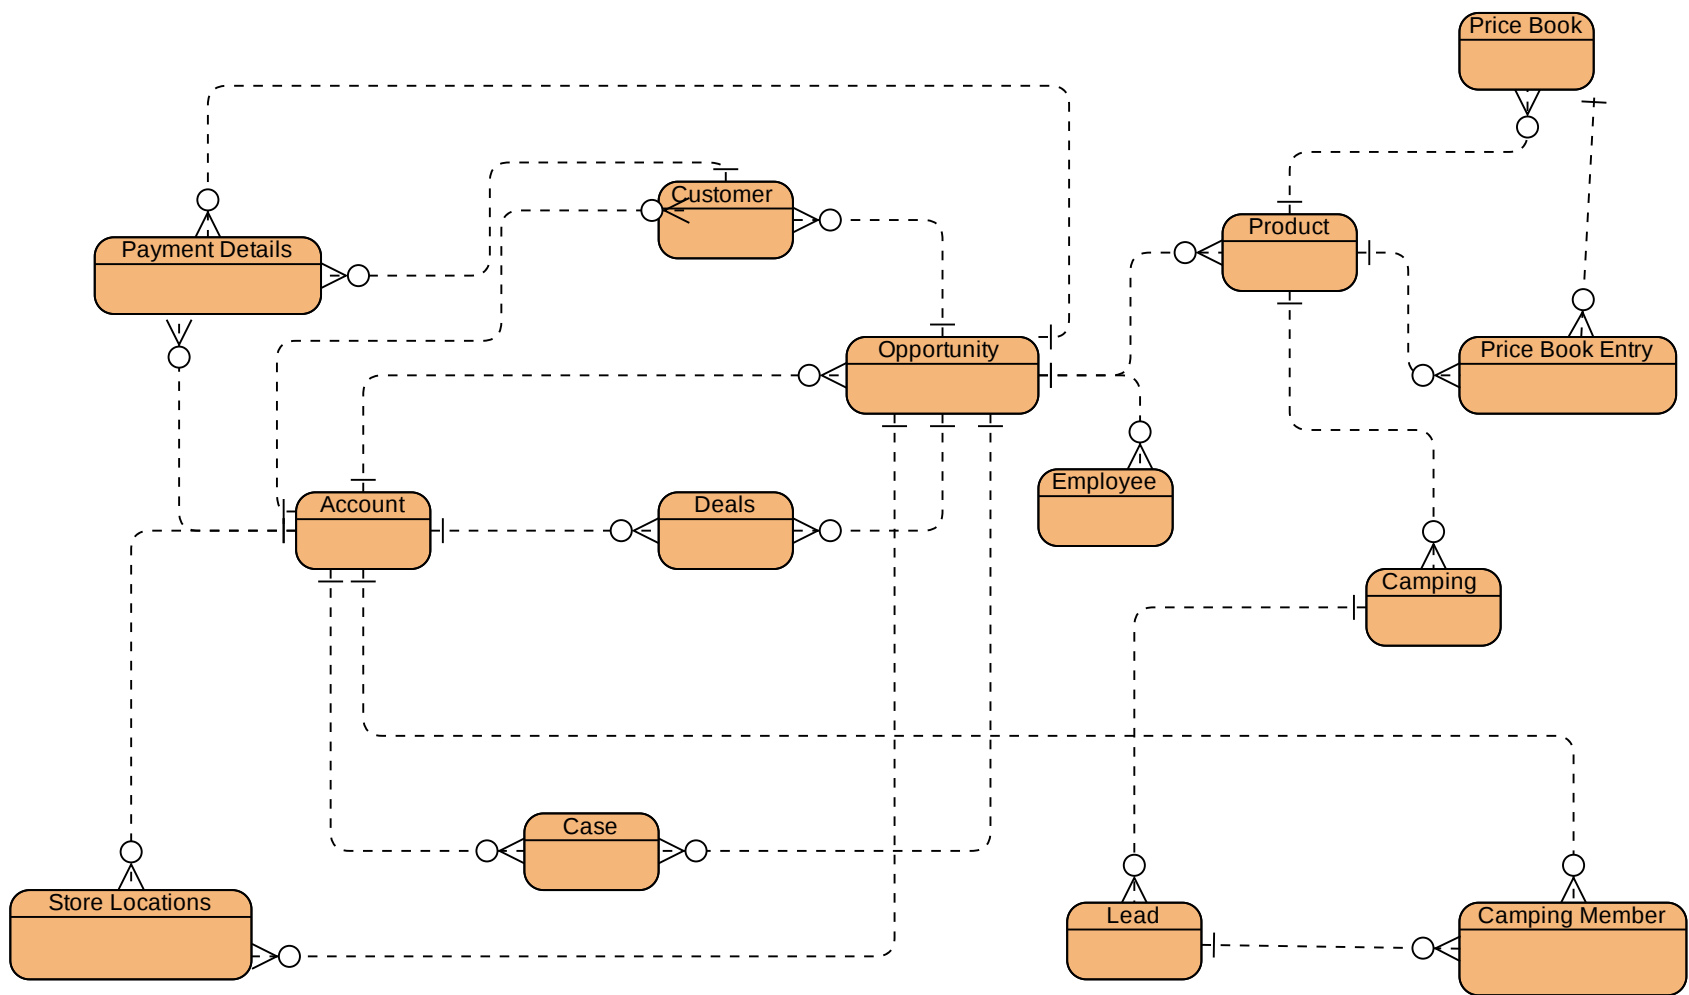 Price Book
Customer
Product
Payment Details
Opportunity
Price Book Entry
Employee
Account
Deals
Camping
Case
Store Locations
Lead
Camping Member